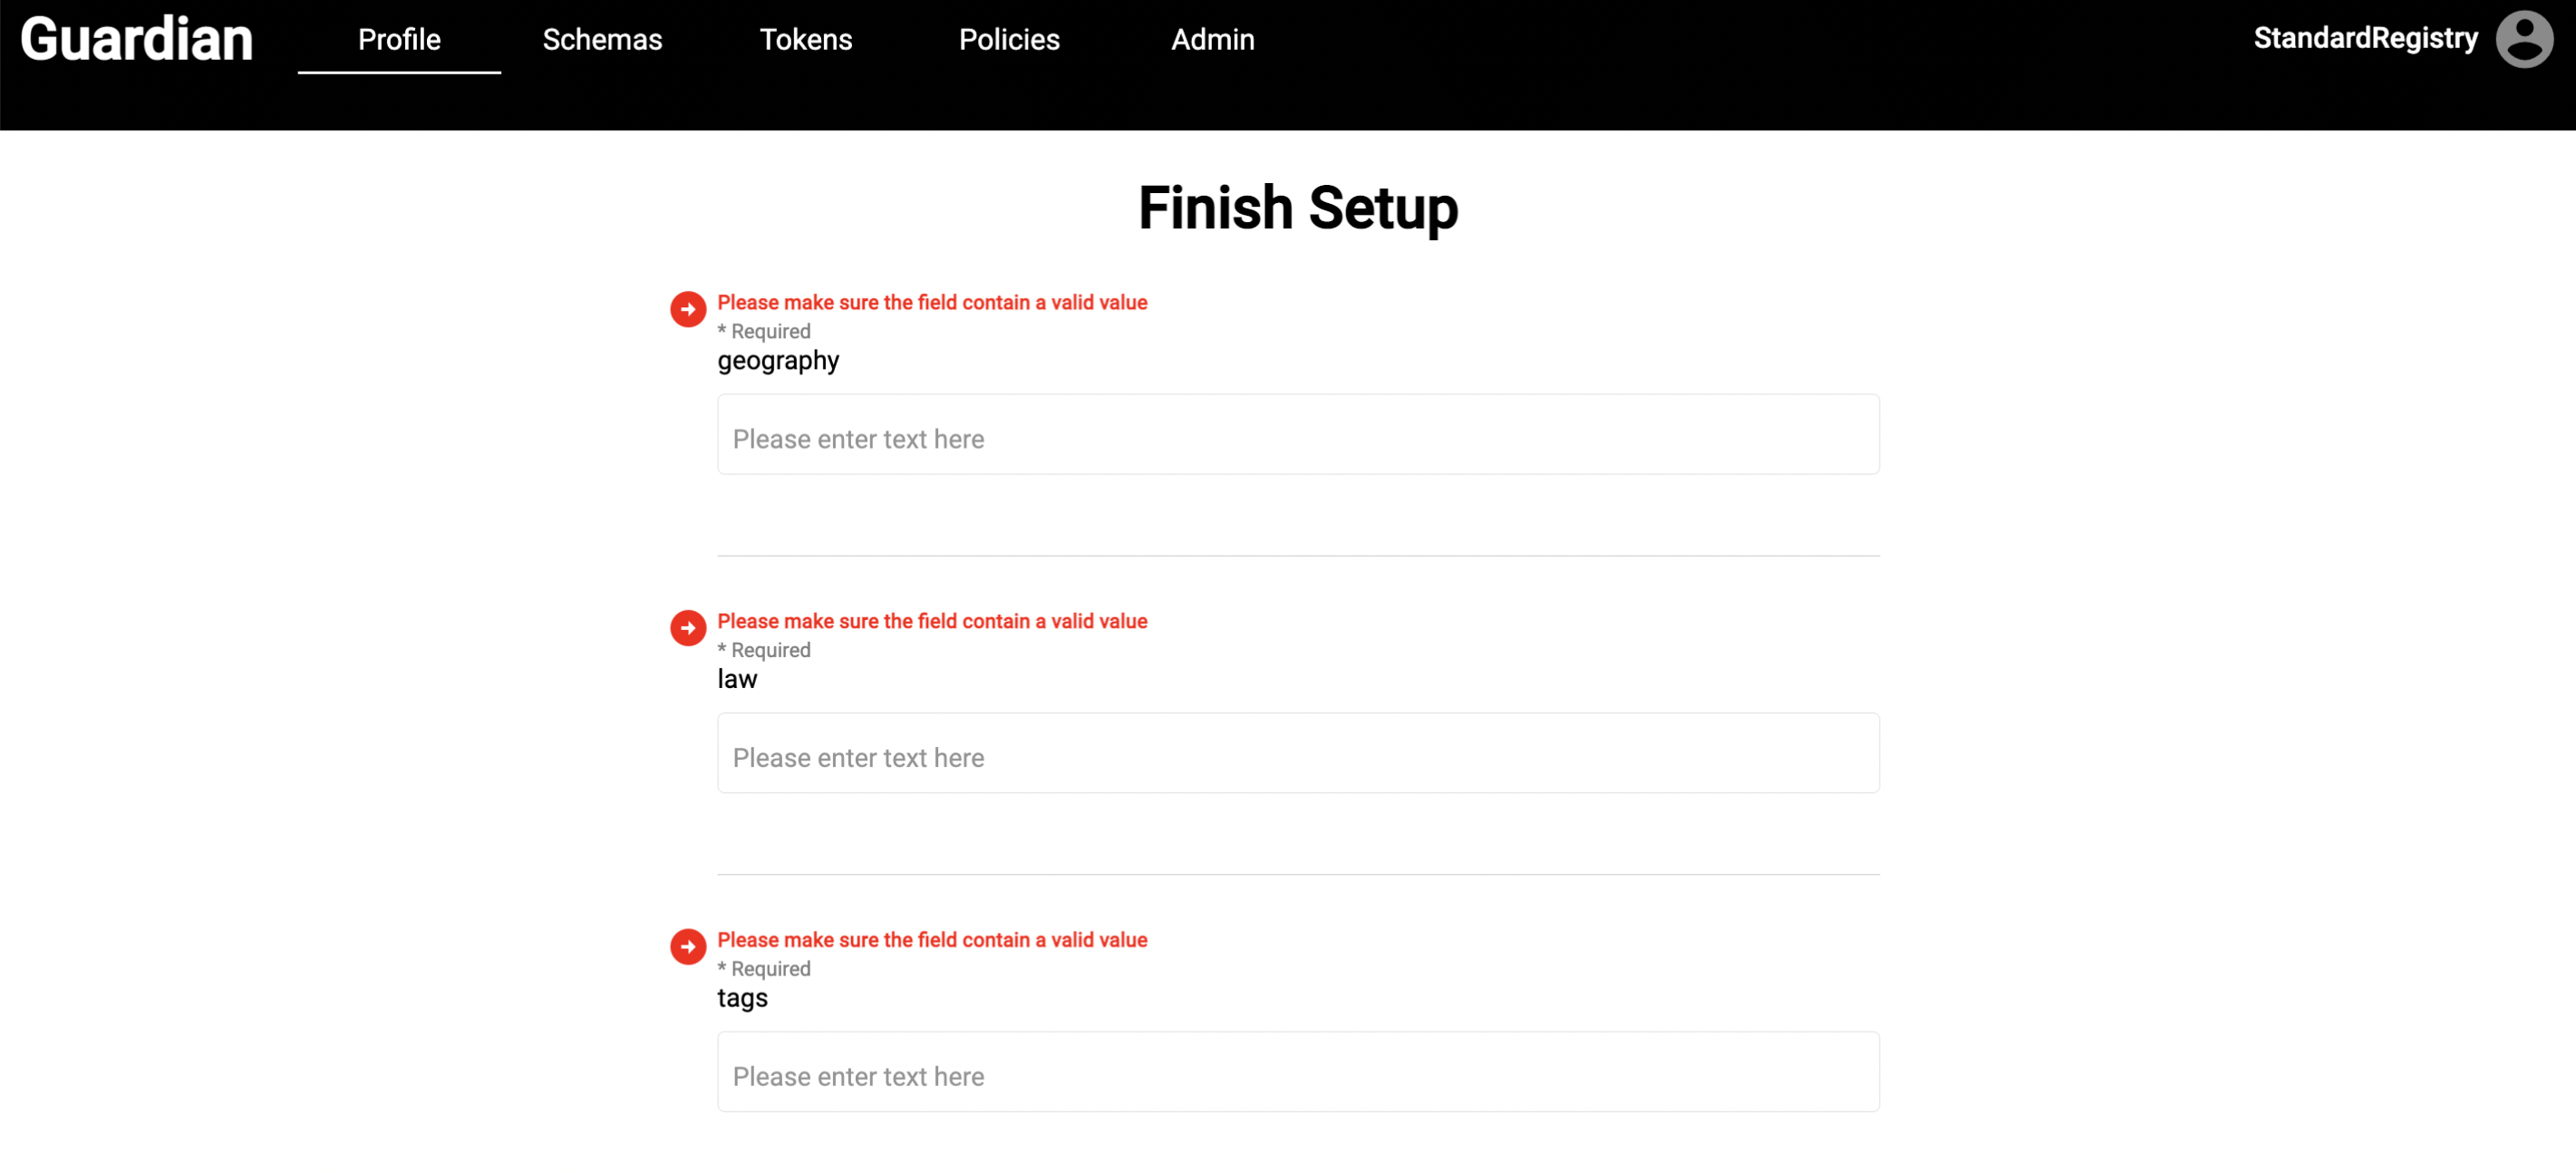 Guardian Profile Schemas Tokens Policies Admin StandardRegistry
Finish Setup
Please make sure the field contain a valid value
* Required
geography
Please enter text here
Please make sure the field contain a valid value
* Required
law
Please enter text here
Please make sure the field contain a valid value
* Required
tags
Please enter text here